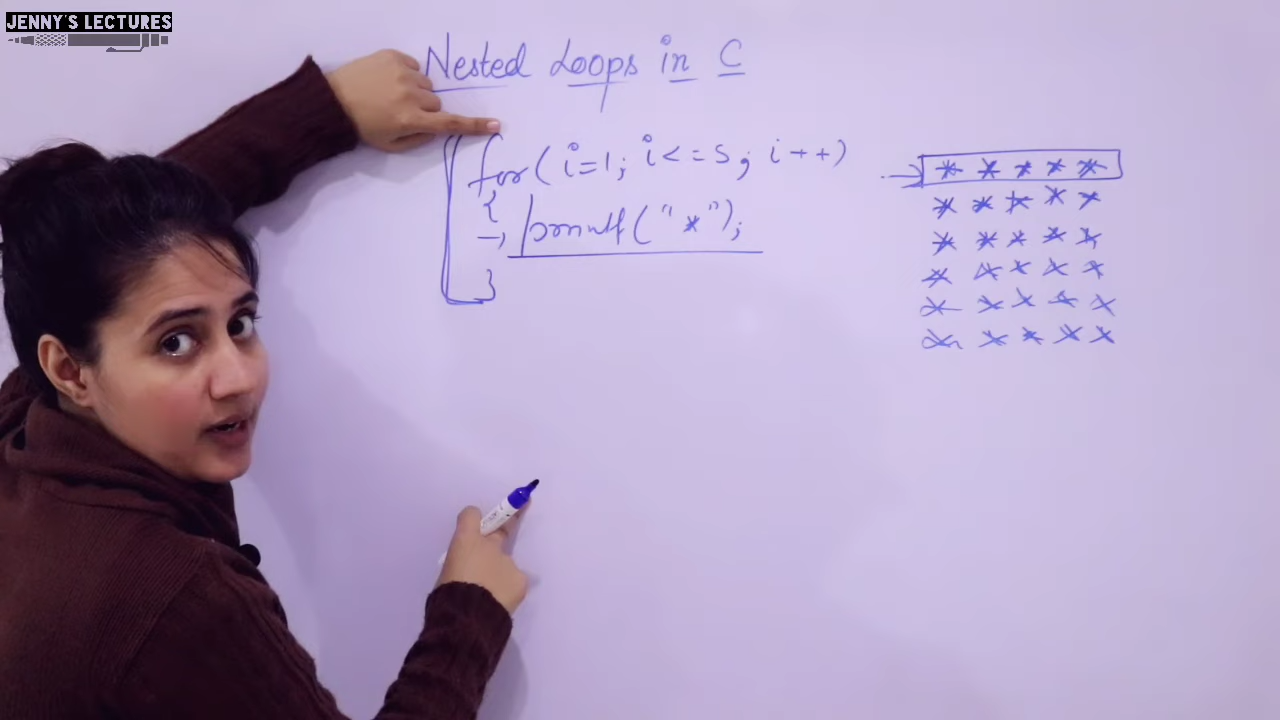 JENNY'S LECTURES
Nested Loops in C
for( i=1; i<=5; i++)
{
→ printf("*");
}
→ * * * * *
* * * * *
* * * * *
* * * * *
* * * * *
* * * * *